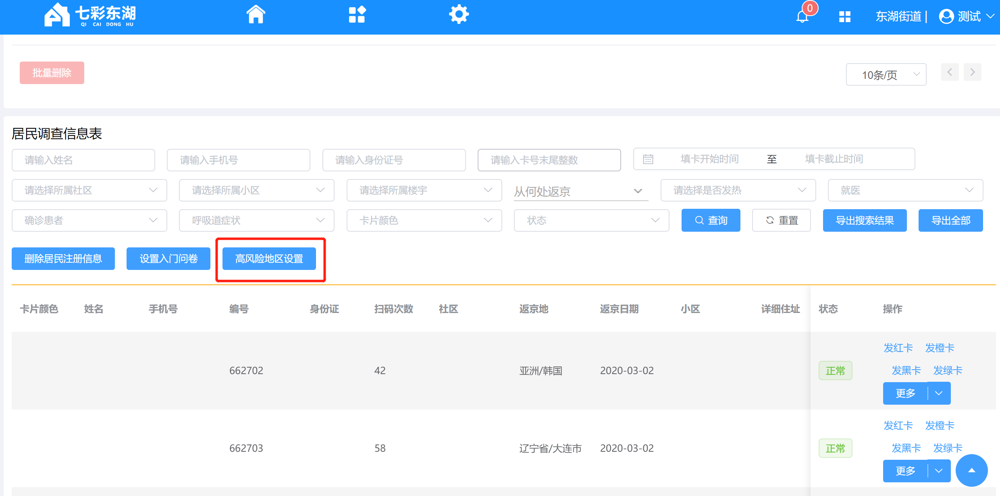 七彩东湖
QI CAI DONG HU
0
东湖街道 |
测试
批量删除
10条/页
居民调查信息表
请输入姓名
请输入手机号
请输入身份证号
请输入卡号末尾整数
填卡开始时间 至 填卡截止时间
请选择所属社区
请选择所属小区
请选择所属楼宇
从何处返京
请选择是否发热
就医
确诊患者
呼吸道症状
卡片颜色
状态
查询
重置
导出搜索结果
导出全部
删除居民注册信息
设置入门问卷
高风险地区设置
卡片颜色 姓名 手机号 编号 身份证 扫码次数 社区 返京地 返京日期 小区 详细住址 状态 操作
发红卡 发橙卡
662702 42 亚洲/韩国 2020-03-02 正常 发黑卡 发绿卡
更多
发红卡 发橙卡
662703 58 辽宁省/大连市 2020-03-02 正常 发黑卡 发绿卡
更多